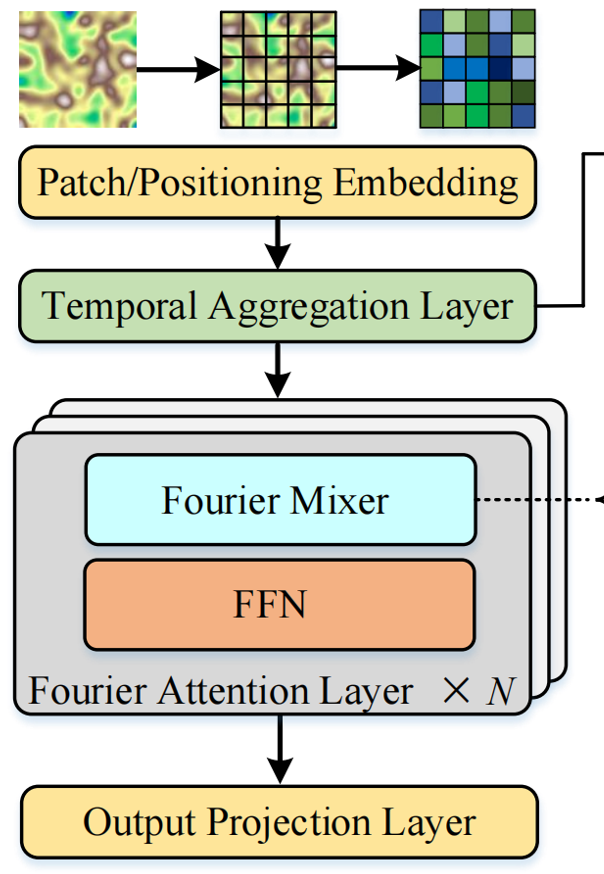 Patch/Positioning Embedding
Temporal Aggregation Layer
Fourier Mixer
FFN
Fourier Attention Layer × N
Output Projection Layer